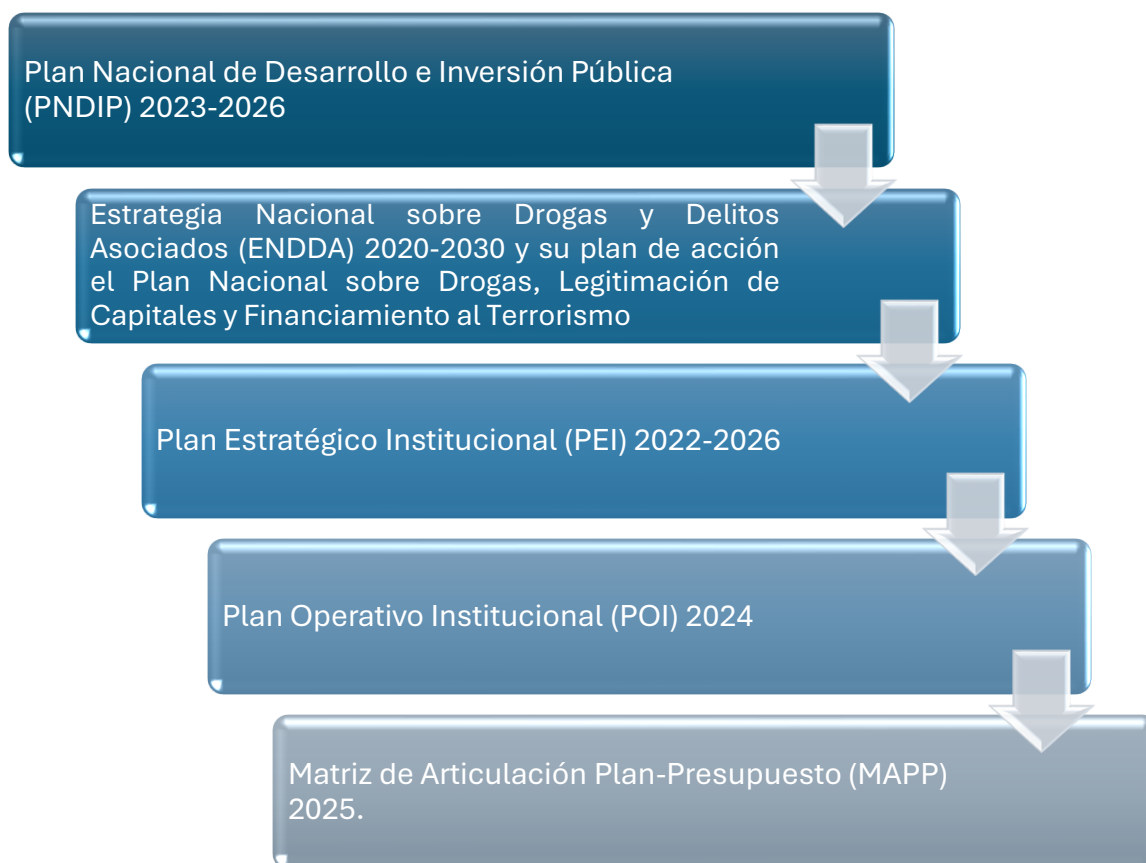 Plan Nacional de Desarrollo e Inversión Pública
(PNDIP) 2023-2026
Estrategia Nacional sobre Drogas y Delitos
Asociados (ENDDA) 2020-2030 y su plan de acción
el Plan Nacional sobre Drogas, Legitimación de
Capitales y Financiamiento al Terrorismo
Plan Estratégico Institucional (PEI) 2022-2026
Plan Operativo Institucional (POI) 2024
Matriz de Articulación Plan-Presupuesto (MAPP)
2025.